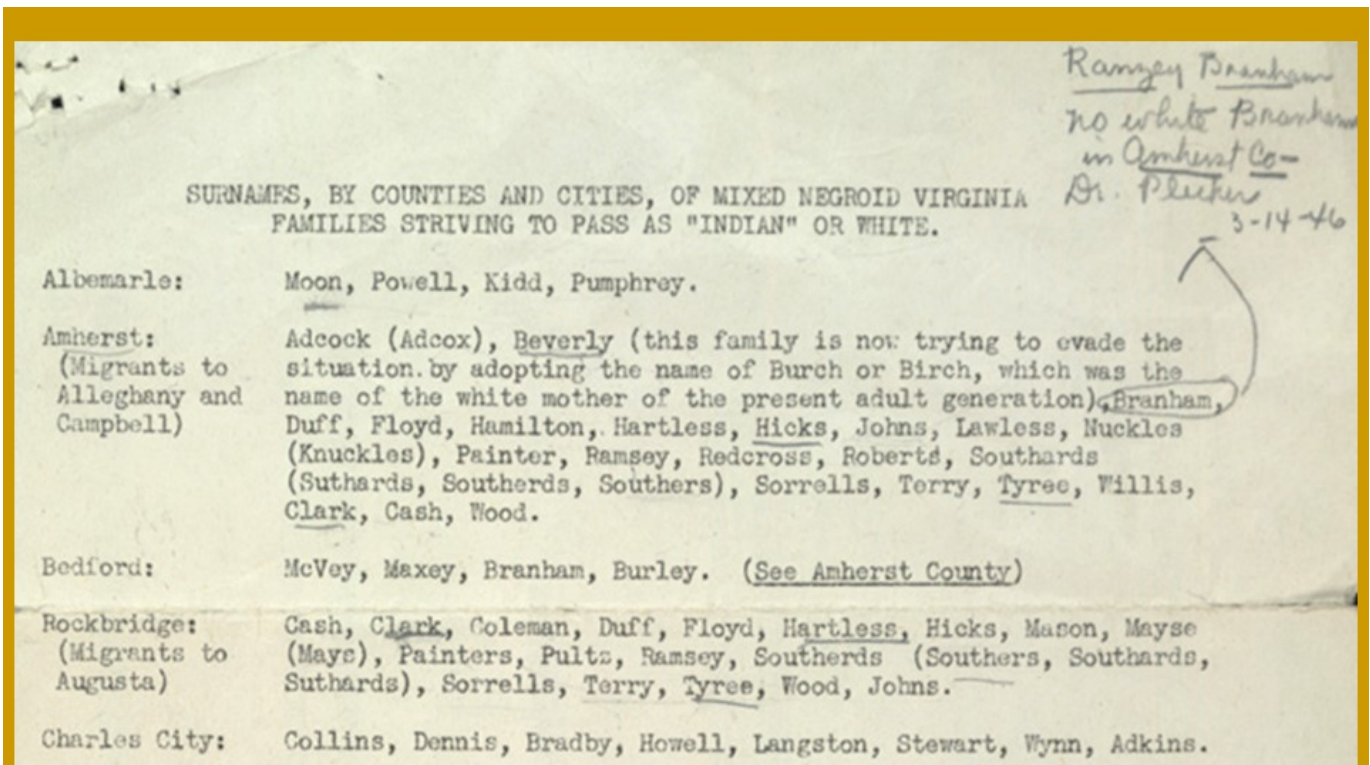 Ramzey Branham
no white Branham
in Amherst Co-
Dr. Plecker
3-14-46
SURNAMES, BY COUNTIES AND CITIES, OF MIXED NEGROID VIRGINIA
FAMILIES STRIVING TO PASS AS "INDIAN" OR WHITE.
Albemarle: Moon, Powell, Kidd, Pumphrey.
Amherst: Adcock (Adcox), Beverly (this family is now trying to evade the
(Migrants to situation by adopting the name of Burch or Birch, which was the
Alleghany and name of the white mother of the present adult generation), Branham,
Campbell) Duff, Floyd, Hamilton, Hartless, Hicks, Johns, Lawless, Nuckles
(Knuckles), Painter, Ramsey, Redcross, Roberts, Southards
(Suthards, Southerds, Southers), Sorrells, Terry, Tyree, Willis,
Clark, Cash, Wood.
Bedford: McVey, Maxey, Branham, Burley. (See Amherst County)
Rockbridge: Cash, Clark, Coleman, Duff, Floyd, Hartless, Hicks, Mason, Mayse
(Migrants to (Mays), Painters, Pultz, Ramsey, Southerds (Southers, Southards,
Augusta) Suthards), Sorrells, Terry, Tyree, Wood, Johns.
Charles City: Collins, Dennis, Bradby, Howell, Langston, Stewart, Wynn, Adkins.